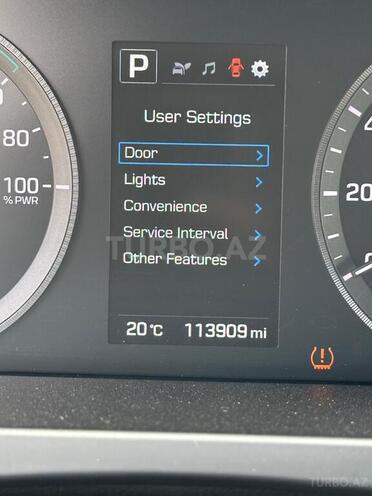 P
User Settings
Door
80
Lights
100
% PWR
Convenience
20
Service Interval
TURBO.AZ
Other Features
20°C 113909 mi
TURBO.AZ